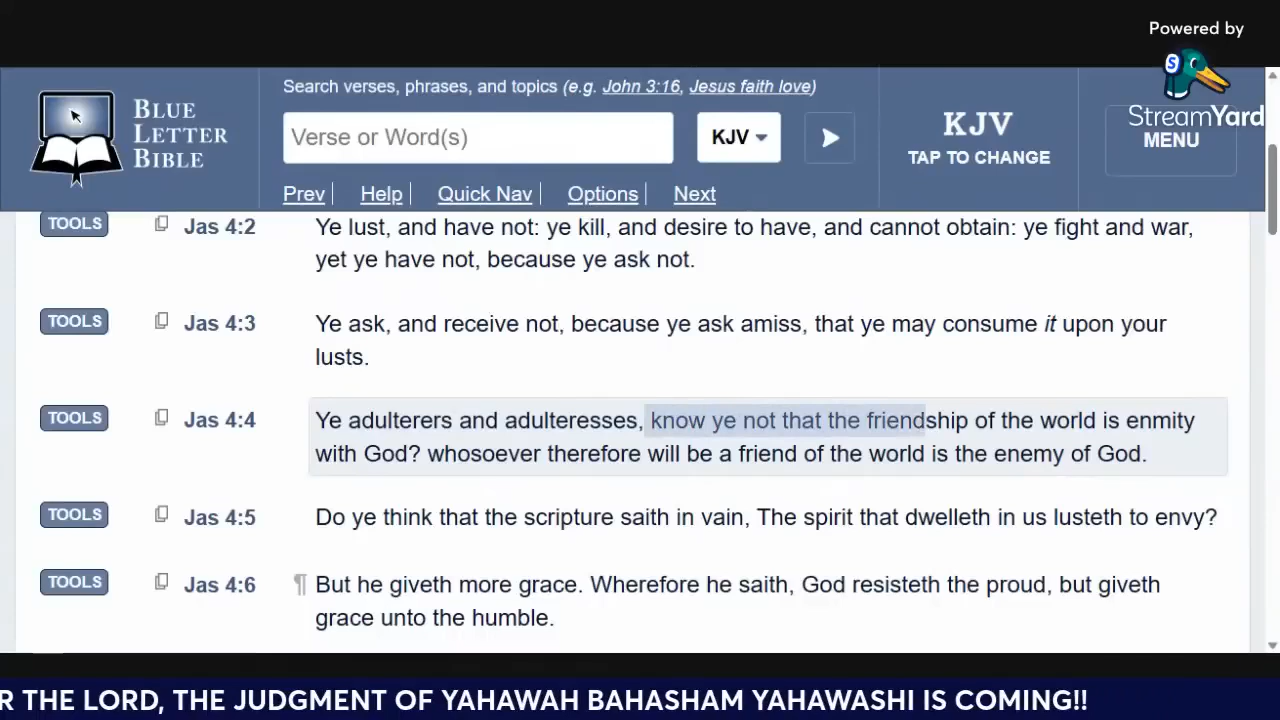 Powered by
StreamYard
BLUE
LETTER
BIBLE
Search verses, phrases, and topics (e.g. John 3:16, Jesus faith love)
Verse or Word(s)
KJV
KJV
TAP TO CHANGE
MENU
Prev Help Quick Nav Options Next
TOOLS Jas 4:2 Ye lust, and have not: ye kill, and desire to have, and cannot obtain: ye fight and war,
yet ye have not, because ye ask not.
TOOLS Jas 4:3 Ye ask, and receive not, because ye ask amiss, that ye may consume it upon your
lusts.
TOOLS Jas 4:4 Ye adulterers and adulteresses, know ye not that the friendship of the world is enmity
with God? whosoever therefore will be a friend of the world is the enemy of God.
TOOLS Jas 4:5 Do ye think that the scripture saith in vain, The spirit that dwelleth in us lusteth to envy?
TOOLS Jas 4:6 ¶ But he giveth more grace. Wherefore he saith, God resisteth the proud, but giveth
grace unto the humble.
R THE LORD, THE JUDGMENT OF YAHAWAH BAHASHAM YAHAWASHI IS COMING!!